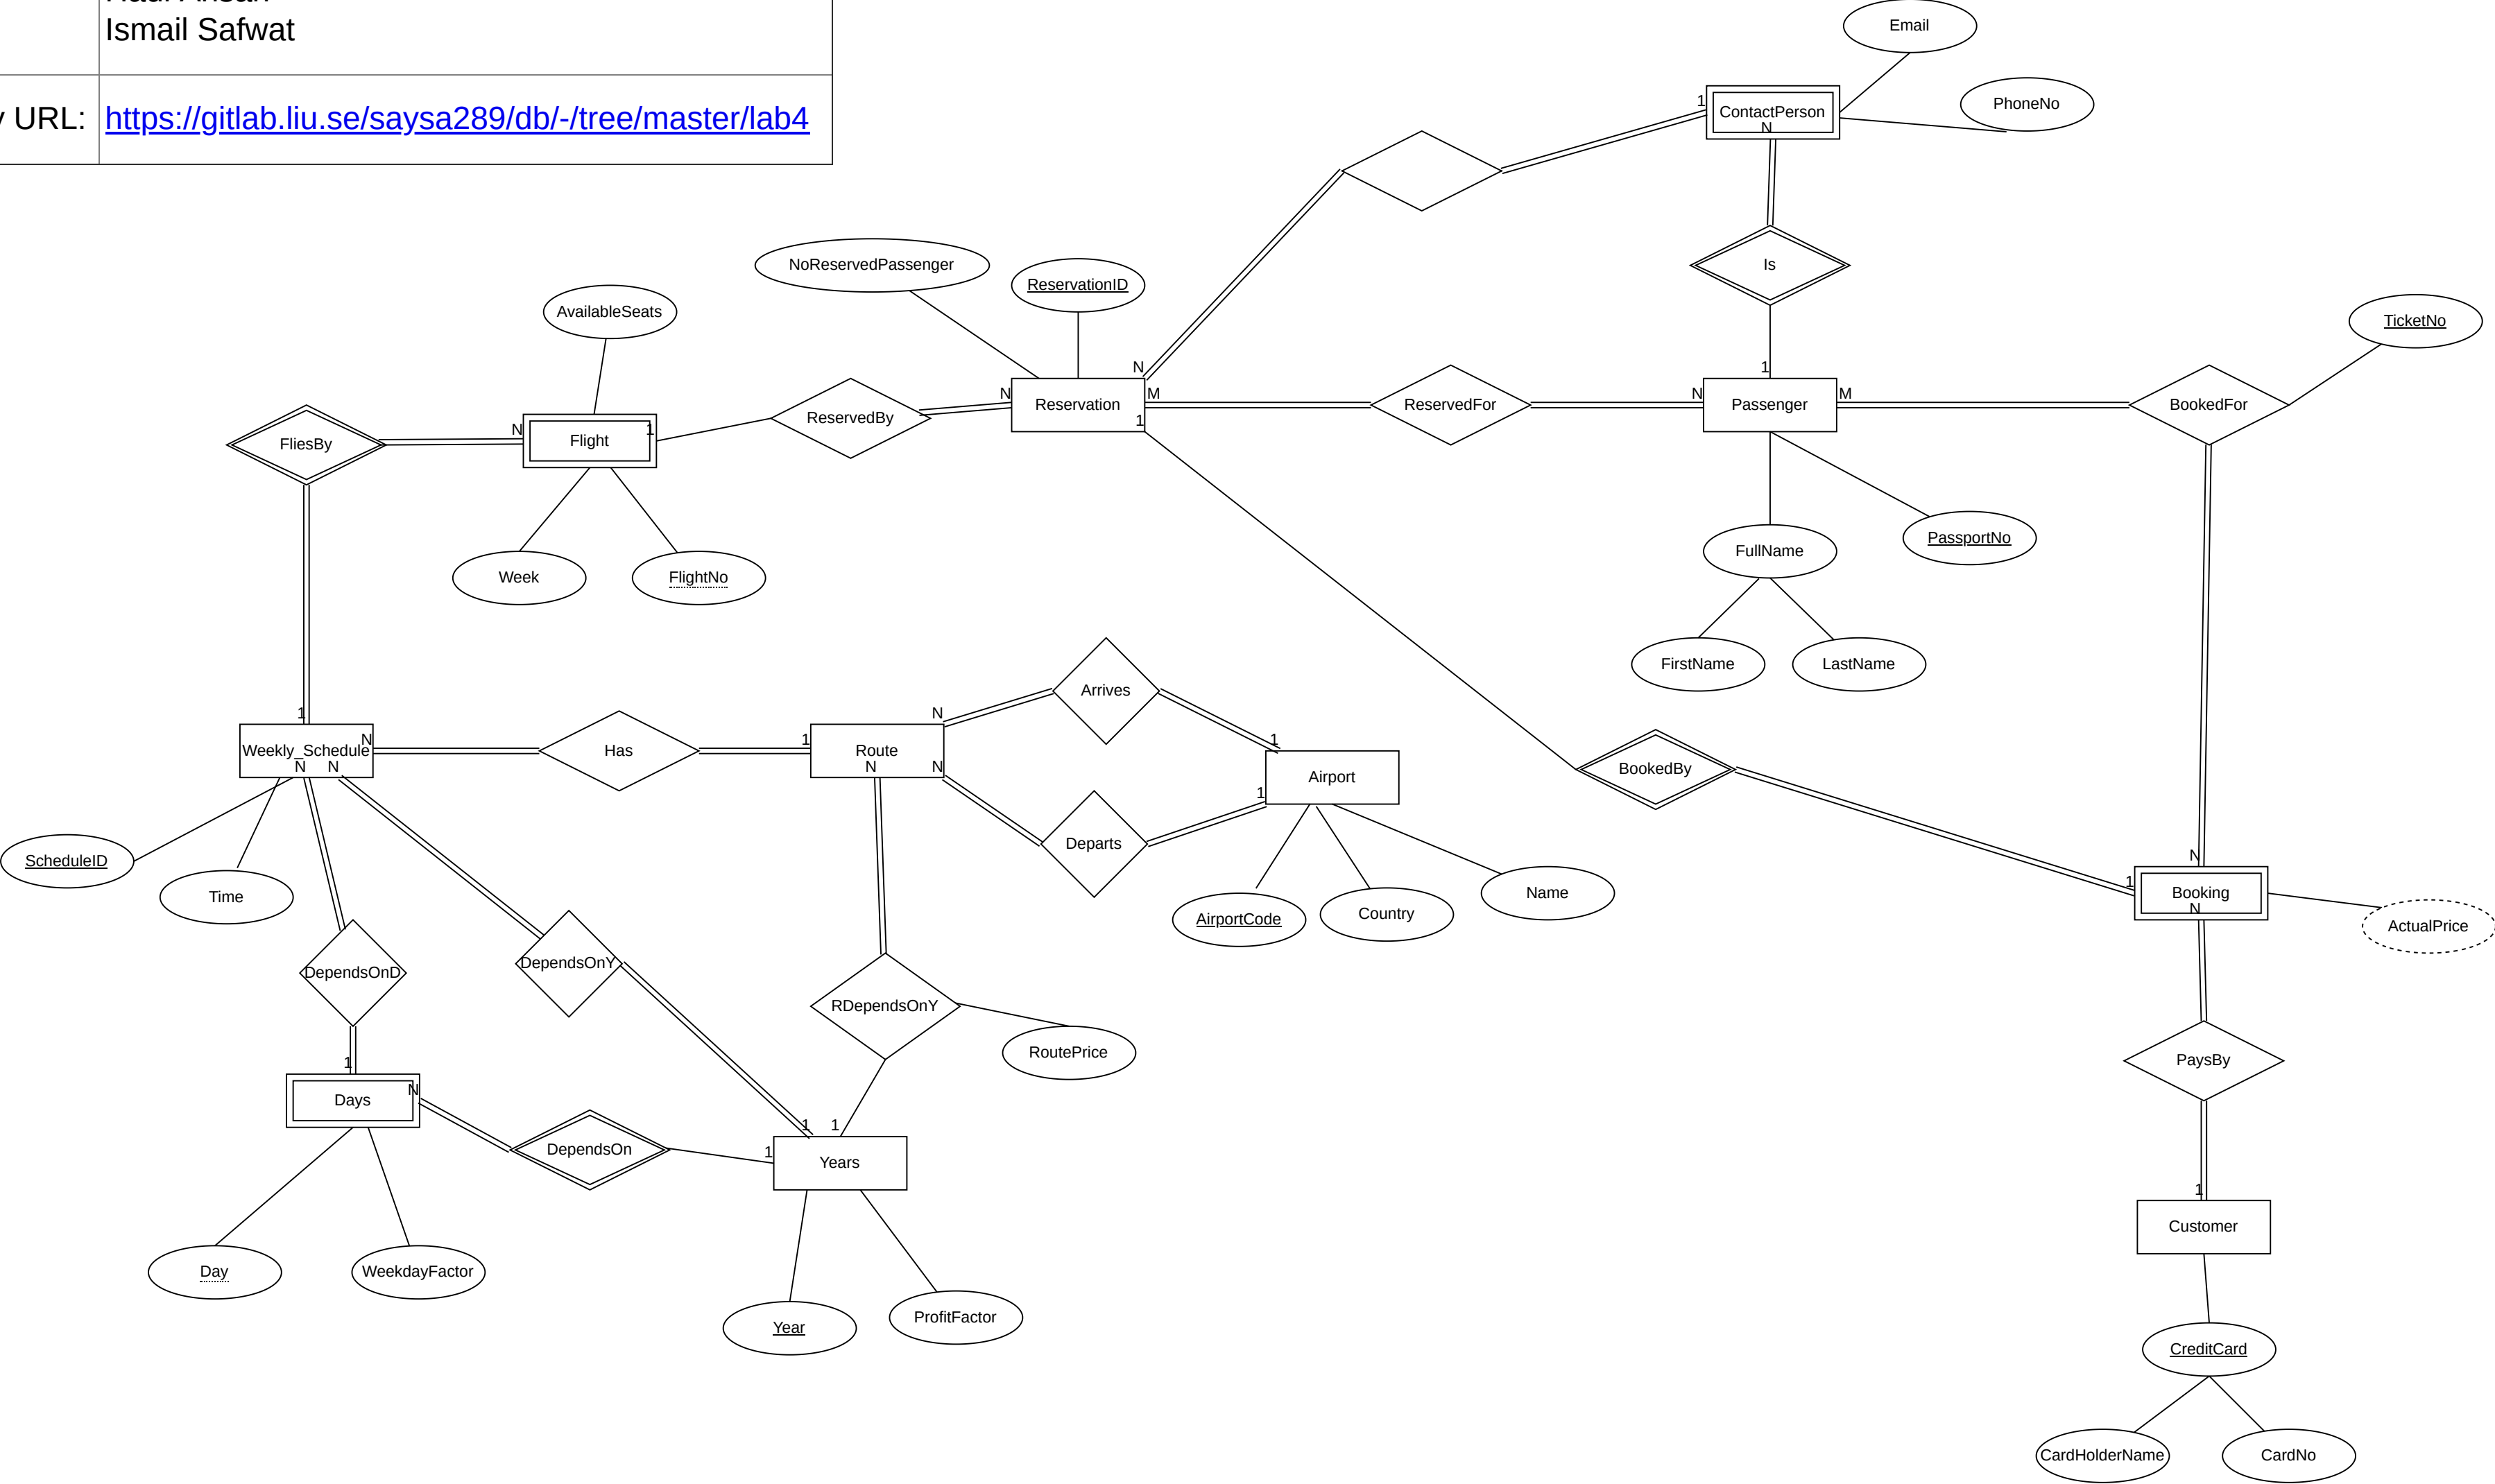 Ismail Safwat
y URL:
https://gitlab.liu.se/saysa289/db/-/tree/master/lab4
Email
PhoneNo
1
ContactPerson
N
Is
NoReservedPassenger
ReservationID
AvailableSeats
TicketNo
N
1
N
M
N
M
ReservedBy
Reservation
ReservedFor
Passenger
BookedFor
1
FliesBy
N
Flight
1
Week
FlightNo
FullName
PassportNo
FirstName
LastName
Arrives
1
N
N
Weekly_Schedule
Has
1
Route
1
N
N
N
N
Airport
BookedBy
1
Departs
ScheduleID
Time
AirportCode
Country
Name
N
1
Booking
N
ActualPrice
DependsOnD
DependsOnY
RDependsOnY
RoutePrice
PaysBy
1
N
Days
DependsOn
1
1
1
Years
1
Customer
Day
WeekdayFactor
Year
ProfitFactor
CreditCard
CardHolderName
CardNo